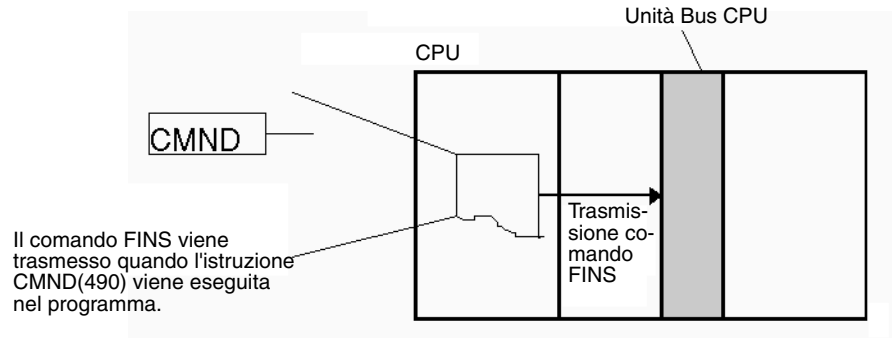 Unità Bus CPU
CPU
CMND
Trasmis-
sione co-
mando
FINS
Il comando FINS viene
trasmesso quando l'istruzione
CMND(490) viene eseguita
nel programma.